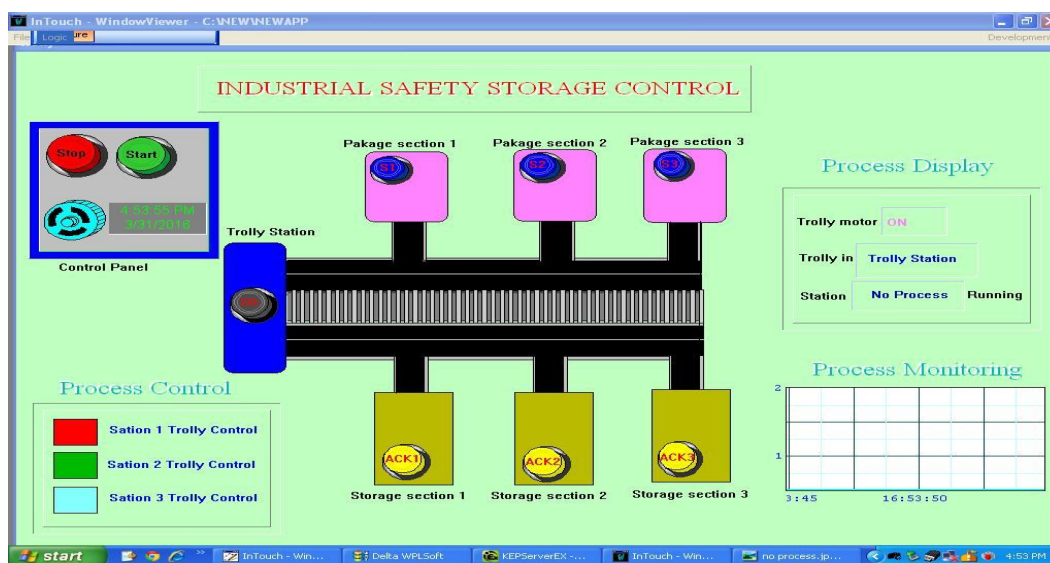 InTouch - WindowViewer - C:\NEW\NEWAPP
File Logic ure Development
INDUSTRIAL SAFETY STORAGE CONTROL
Stop Start
4:53:55 PM
3/31/2016
Control Panel
Pakage section 1 Pakage section 2 Pakage section 3
S1 S2 S3
Trolly Station
Process Display
Trolly motor ON
Trolly in Trolly Station
Station No Process Running
Process Control
Sation 1 Trolly Control
Sation 2 Trolly Control
Sation 3 Trolly Control
ACK1 ACK2 ACK3
Storage section 1 Storage section 2 Storage section 3
Process Monitoring
2
1
3:45 16:53:50
start InTouch - Win... Delta WPLSoft KEPServerEX -... InTouch - Win... no process.jp... 4:53 PM